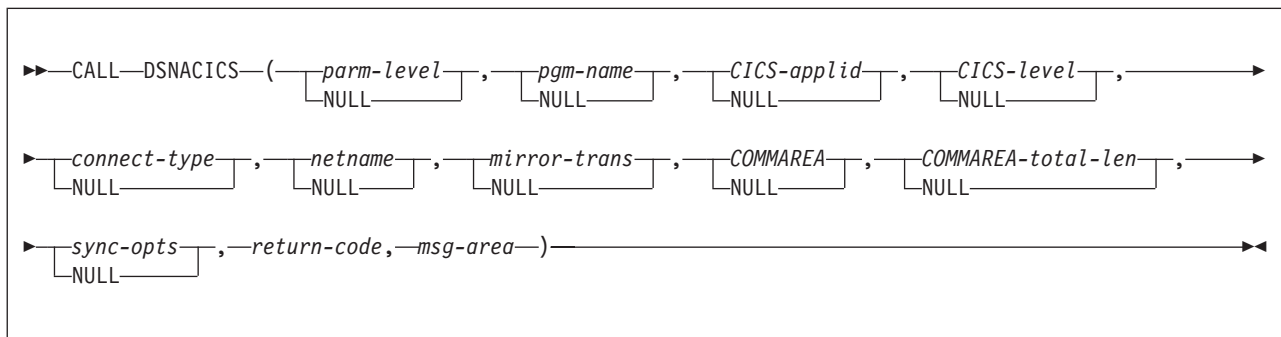 CALL DSNACICS ( parm-level , pgm-name , CICS-applid , CICS-level ,
NULL NULL NULL NULL
connect-type , netname , mirror-trans , COMMAREA , COMMAREA-total-len ,
NULL NULL NULL NULL NULL
sync-opts , return-code, msg-area )
NULL